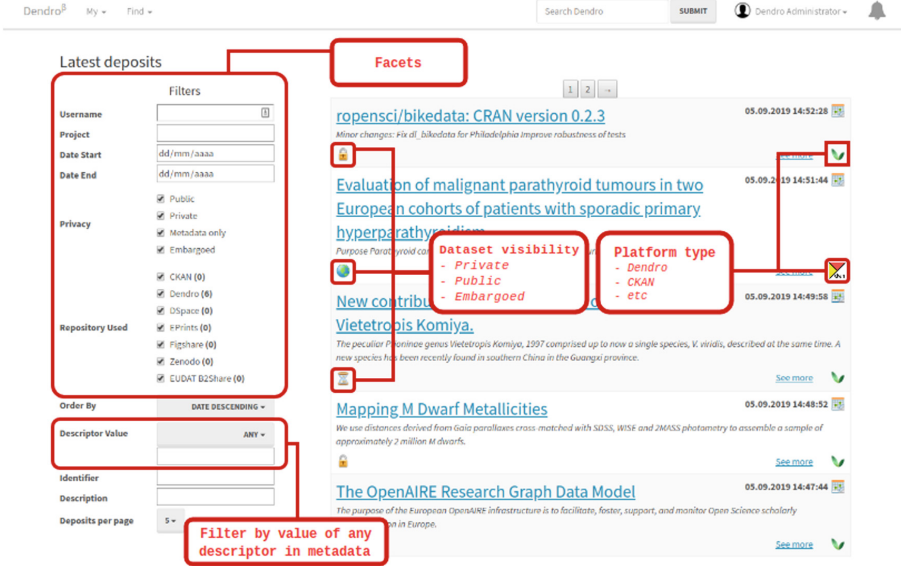 Dendroβ My Find Search Dendro SUBMIT Dendro Administrator
Latest deposits
Facets
Filters
Username
Project
Date Start dd/mm/aaaa
Date End dd/mm/aaaa
Privacy
Public
Private
Metadata only
Embargoed
Repository Used
CKAN (0)
Dendro (6)
DSpace (0)
EPrints (0)
Figshare (0)
Zenodo (0)
EUDAT B2Share (0)
Order By DATE DESCENDING
Descriptor Value ANY
Identifier
Description
Deposits per page 5
Filter by value of any
descriptor in metadata
1 2 →
ropensci/bikedata: CRAN version 0.2.3 05.09.2019 14:52:28
Minor changes: Fix dl_bikedata for Philadelphia Improve robustness of tests
See more
Evaluation of malignant parathyroid tumours in two 05.09.2019 14:51:44
European cohorts of patients with sporadic primary
hyperparathyroidism
Purpose Parathyroid
Dataset visibility
- Private
- Public
- Embargoed
Platform type
- Dendro
- CKAN
- etc
New 05.09.2019 14:49:58
Vietetropis Komiya.
The peculiar Phorinae genus Vietetropis Komiya, 1997 comprised up to now a single species, V. viridis, described at the same time. A
new species has been recently found in southern China in the Guangxi province.
See more
Mapping M Dwarf Metallicities 05.09.2019 14:48:52
We use distances derived from Gaia parallaxes cross-matched with SDSS, WISE and 2MASS photometry to assemble a sample of
approximately 2 million M dwarfs.
See more
The OpenAIRE Research Graph Data Model 05.09.2019 14:47:44
The purpose of the European OpenAIRE infrastructure is to facilitate, foster, support, and monitor Open Science scholarly
in Europe.
See more